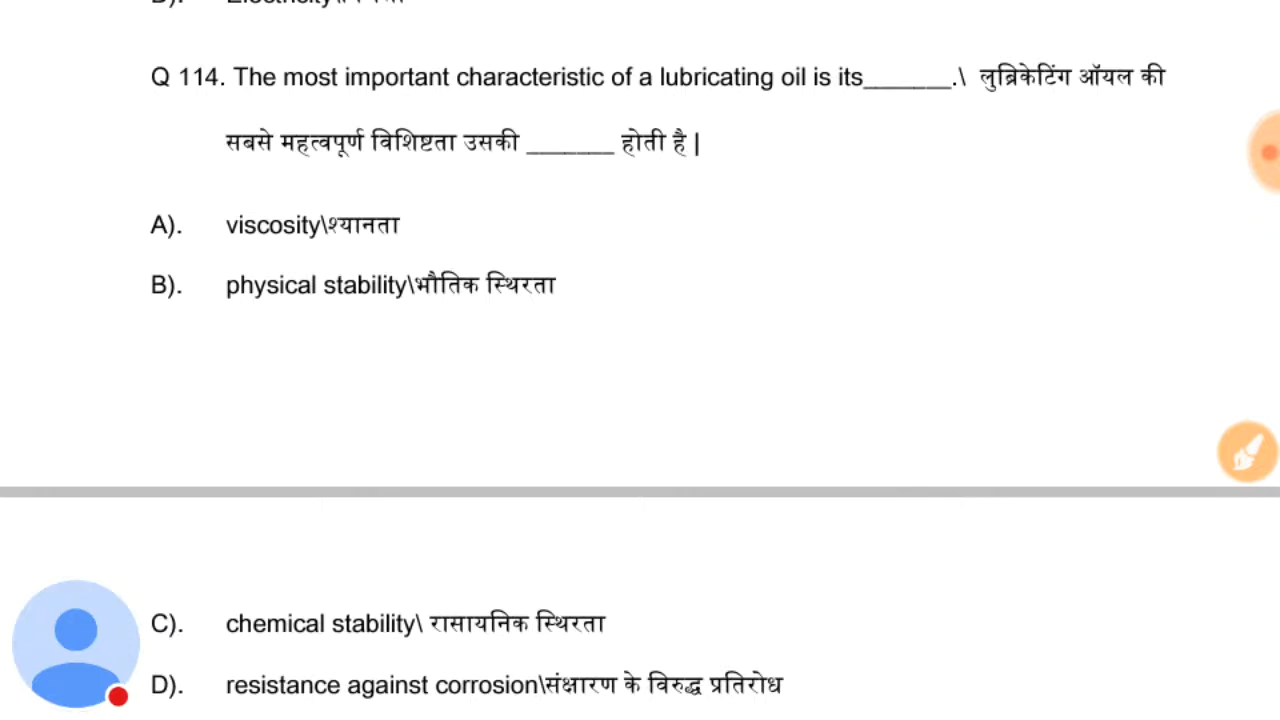 Q 114. The most important characteristic of a lubricating oil is its_______.\ लुब्रिकेटिंग ऑयल की
सबसे महत्वपूर्ण विशिष्टता उसकी _______ होती है |
A). viscosity\श्यानता
B). physical stability\भौतिक स्थिरता
C). chemical stability\ रासायनिक स्थिरता
D). resistance against corrosion\संक्षारण के विरुद्ध प्रतिरोध